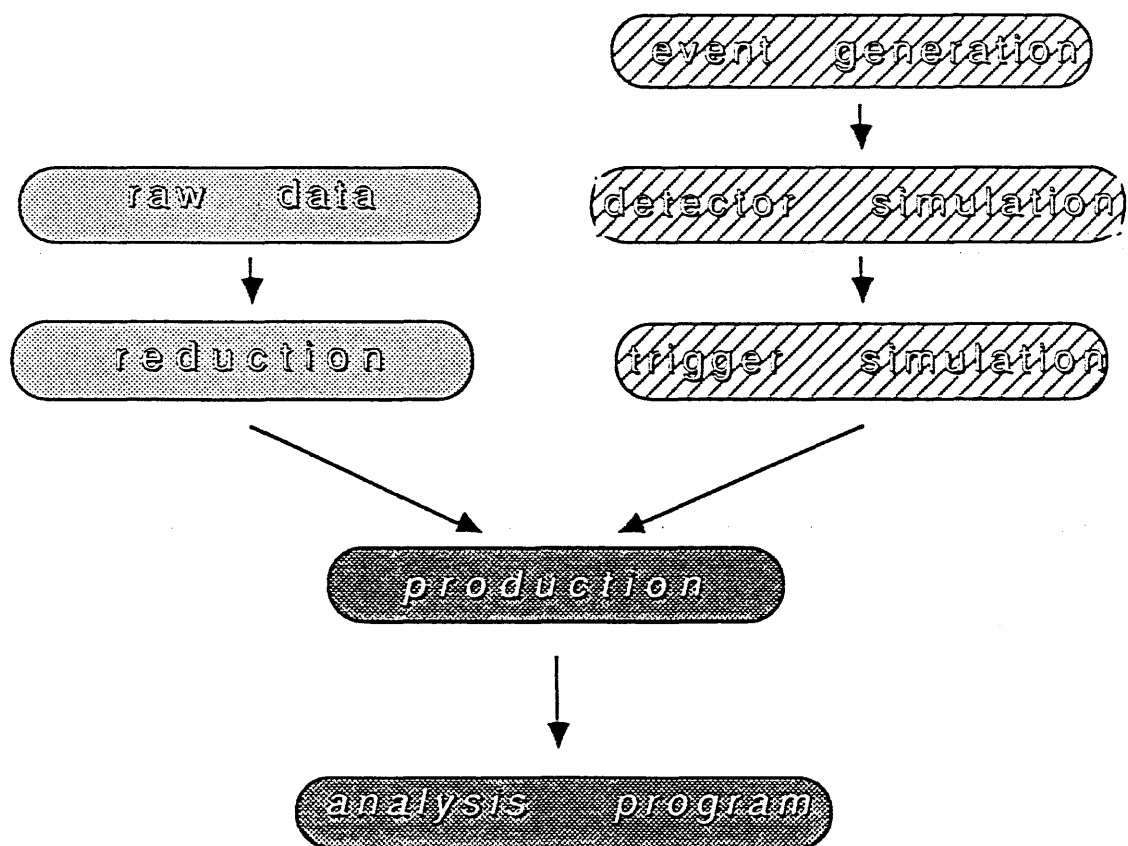 event generation
raw data
detector simulation
reduction
trigger simulation
production
analysis program